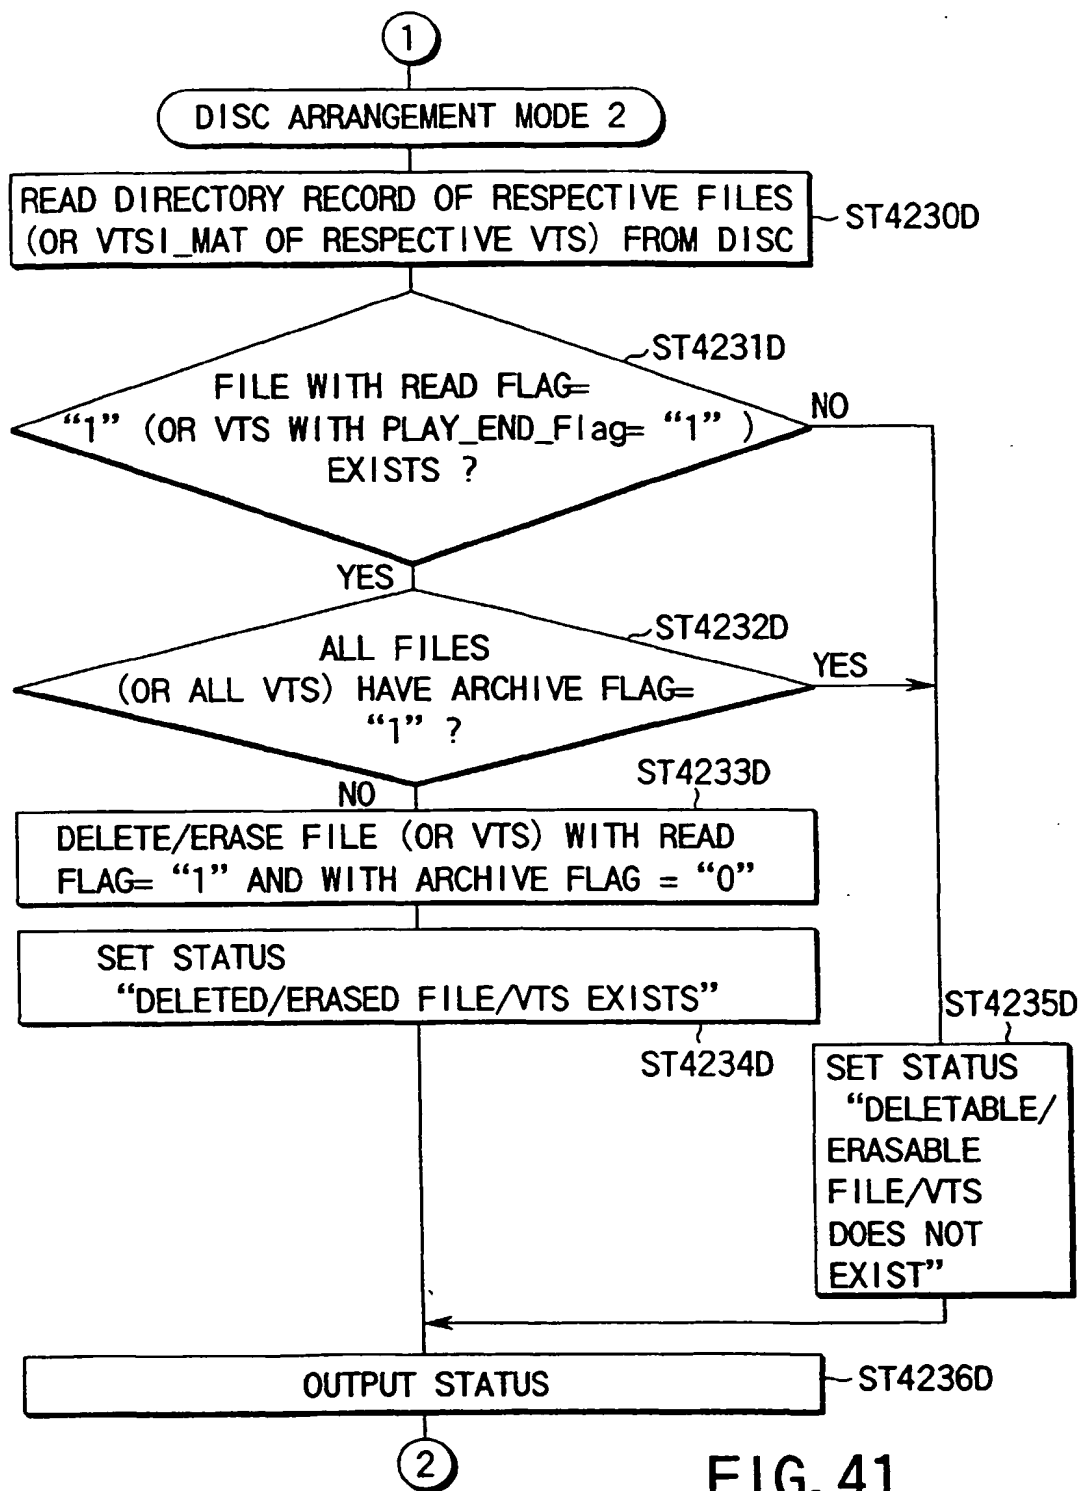 1
DISC ARRANGEMENT MODE 2
READ DIRECTORY RECORD OF RESPECTIVE FILES
(OR VTSI_MAT OF RESPECTIVE VTS) FROM DISC
ST4230D
ST4231D
FILE WITH READ FLAG=
“1” (OR VTS WITH PLAY_END_Flag= “1” )
EXISTS ?
NO
YES
ST4232D
ALL FILES
(OR ALL VTS) HAVE ARCHIVE FLAG=
“1” ?
YES
NO
ST4233D
DELETE/ERASE FILE (OR VTS) WITH READ
FLAG= “1” AND WITH ARCHIVE FLAG = “0”
SET STATUS
“DELETED/ERASED FILE/VTS EXISTS”
ST4234D
ST4235D
SET STATUS
“DELETABLE/
ERASABLE
FILE/VTS
DOES NOT
EXIST”
OUTPUT STATUS
ST4236D
2
FIG. 41